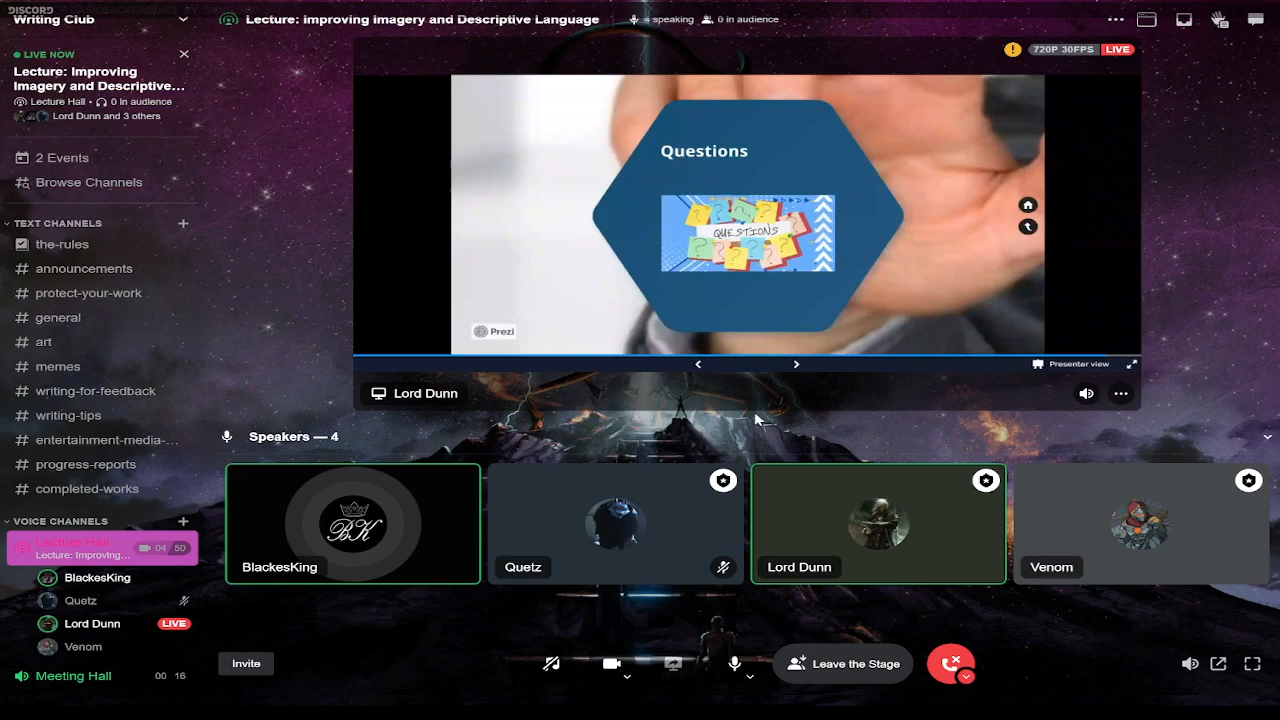 DISCORD
Writing Club
Lecture: Improving Imagery and Descriptive Language
4 speaking
0 in audience
LIVE NOW
Lecture: Improving
Imagery and Descriptive...
Lecture Hall • 0 in audience
Lord Dunn and 3 others
2 Events
Browse Channels
TEXT CHANNELS
the-rules
announcements
protect-your-work
general
art
memes
writing-for-feedback
writing-tips
entertainment-media-...
progress-reports
completed-works
VOICE CHANNELS
Lecture Hall
Lecture: Improving...
04 50
BlackesKing
Quetz
Lord Dunn
LIVE
Venom
Meeting Hall
00 16
720P 30FPS
LIVE
Questions
QUESTIONS
Prezi
Presenter view
Lord Dunn
Speakers — 4
BK
BlackesKing
Quetz
Lord Dunn
Venom
Invite
Leave the Stage